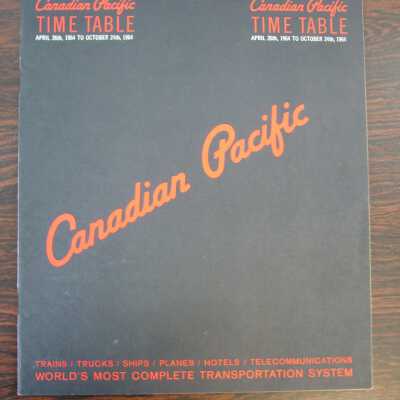 Canadian Pacific
TIME TABLE
APRIL 26th, 1964 TO OCTOBER 24th, 1964
Canadian Pacific
TIME TABLE
APRIL 26th, 1964 TO OCTOBER 24th, 1964
Canadian Pacific
TRAINS / TRUCKS / SHIPS / PLANES / HOTELS / TELECOMMUNICATIONS
WORLD'S MOST COMPLETE TRANSPORTATION SYSTEM